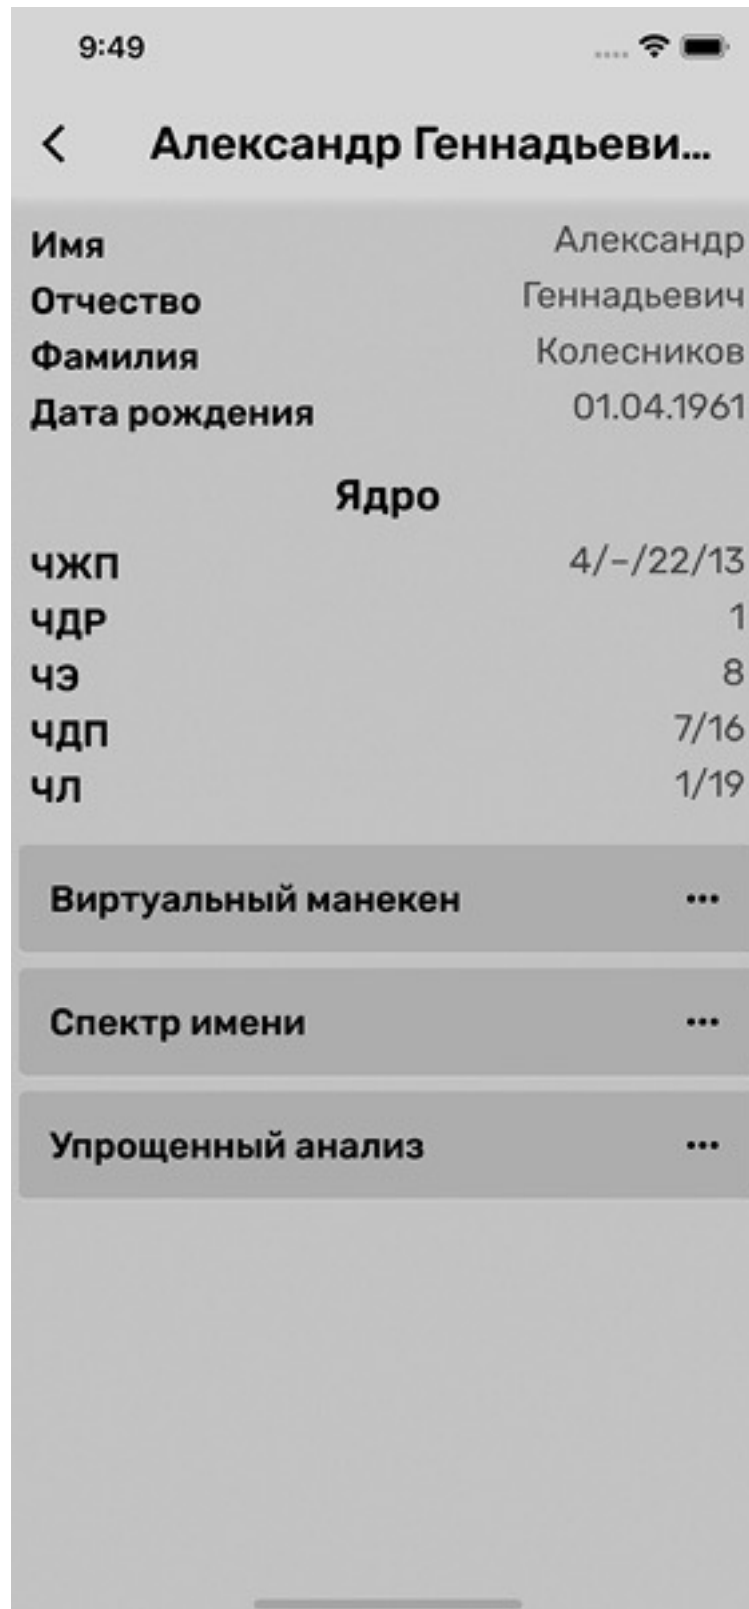 9:49
Александр Геннадьеви...
Имя Александр
Отчество Геннадьевич
Фамилия Колесников
Дата рождения 01.04.1961
Ядро
ЧЖП 4/-/22/13
ЧДР 1
ЧЭ 8
ЧДП 7/16
ЧЛ 1/19
Виртуальный манекен
Спектр имени
Упрощенный анализ